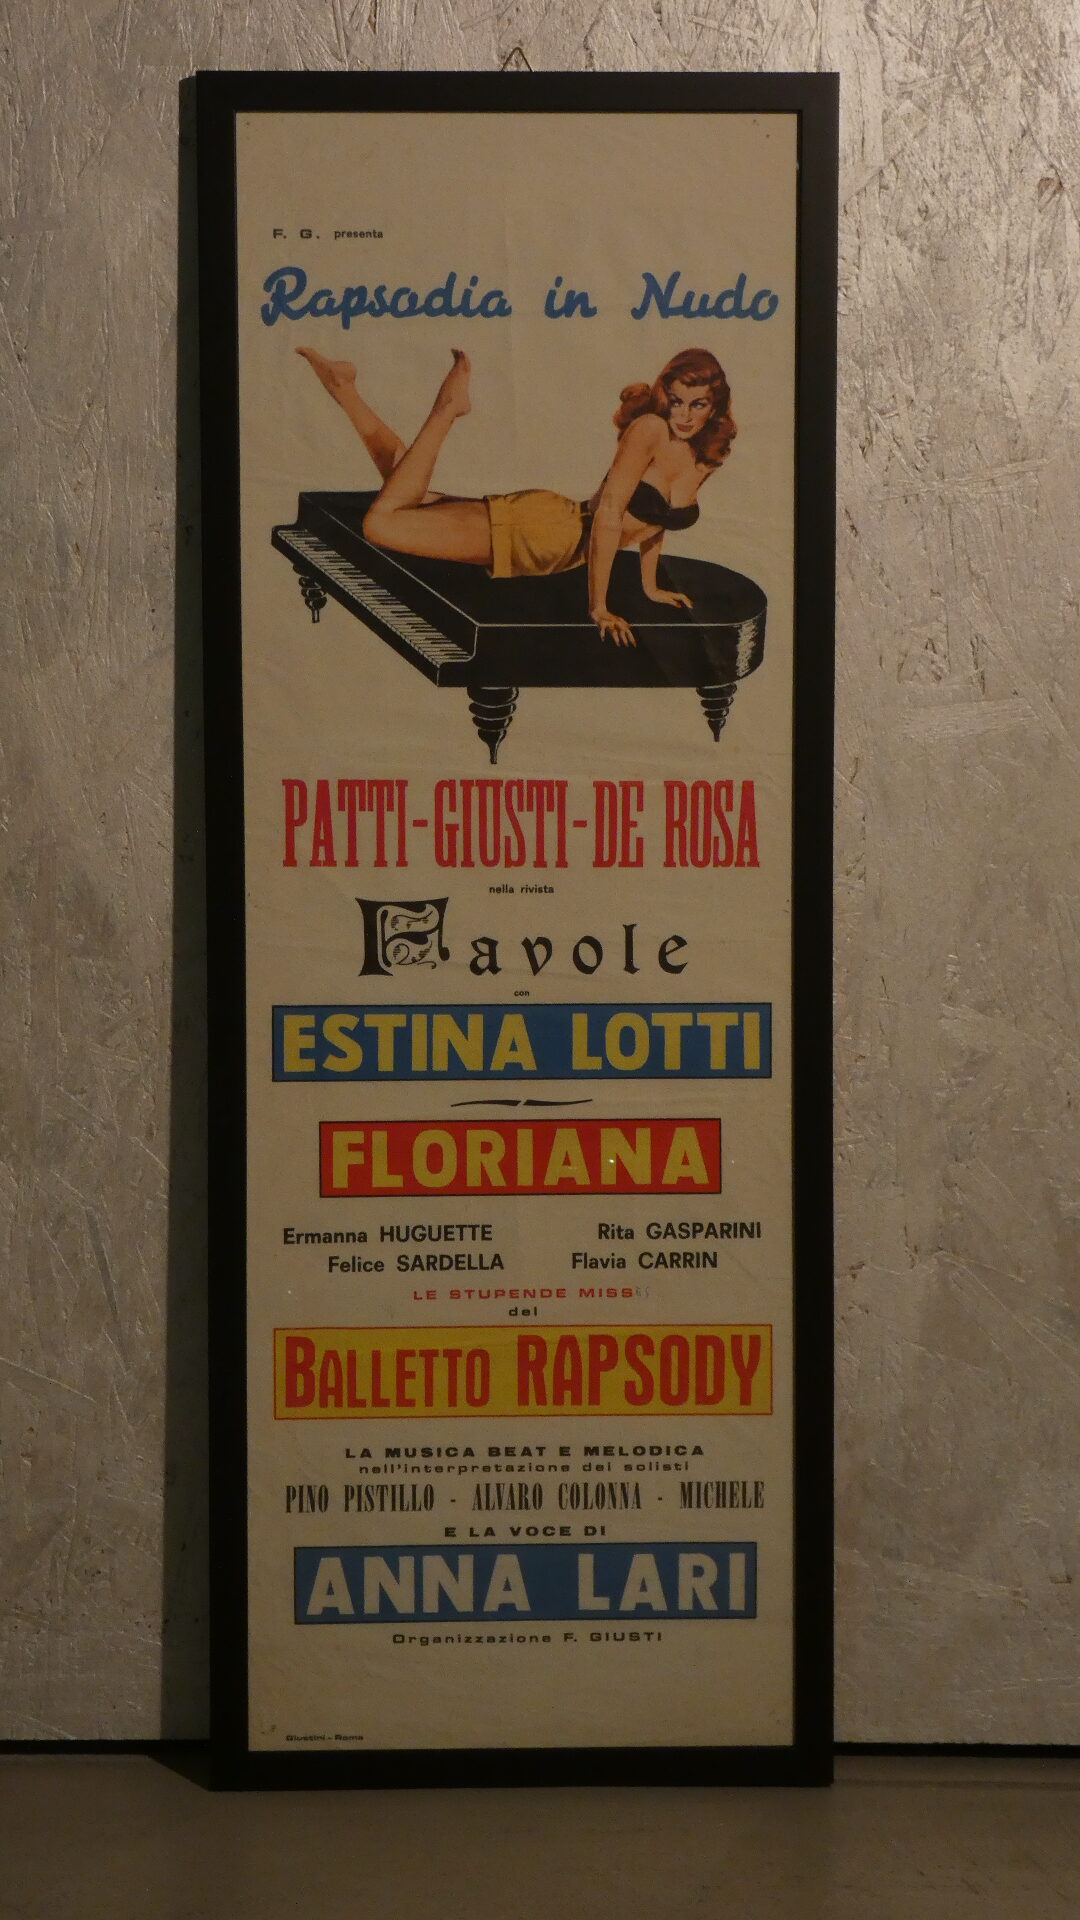 F. G. presenta
Rapsodia in Nudo
PATTI-GIUSTI-DE ROSA
nella rivista
Favole
con
ESTINA LOTTI
FLORIANA
Ermanna HUGUETTE Rita GASPARINI
Felice SARDELLA Flavia CARRIN
LE STUPENDE MISSES
del
BALLETTO RAPSODY
LA MUSICA BEAT E MELODICA
nell'interpretazione dei solisti
PINO PISTILLO - ALVARO COLONNA - MICHELE
E LA VOCE DI
ANNA LARI
Organizzazione F. GIUSTI
Giustini - Roma